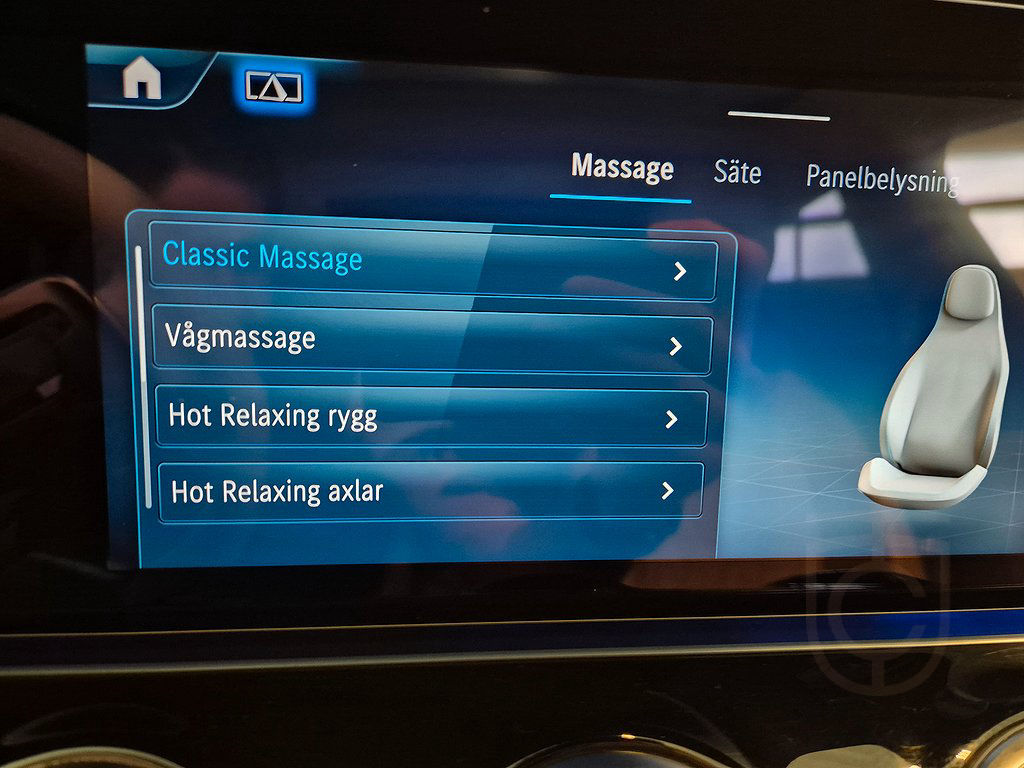 Massage
Säte
Panelbelysning
Classic Massage
Vågmassage
Hot Relaxing rygg
Hot Relaxing axlar